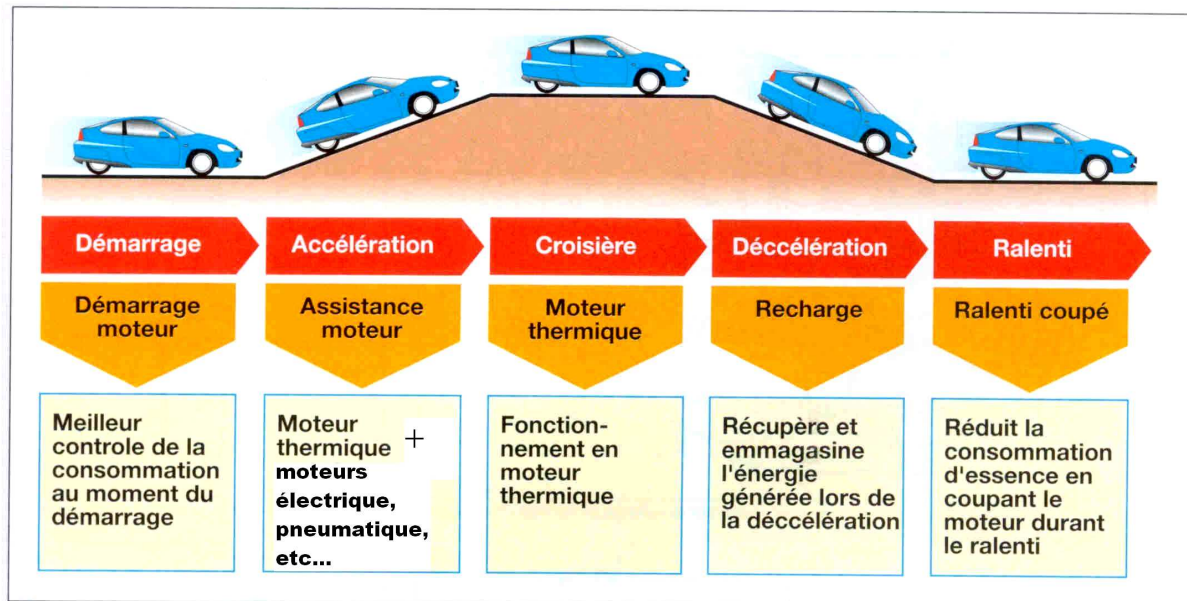 Démarrage
Accélération
Croisière
Déccélération
Ralenti
Démarrage
moteur
Assistance
moteur
Moteur
thermique
Recharge
Ralenti coupé
Meilleur
controle de la
consommation
au moment du
démarrage
Moteur
thermique +
moteurs
électrique,
pneumatique,
etc...
Fonction-
nement en
moteur
thermique
Récupère et
emmagasine
l'énergie
générée lors de
la déccélération
Réduit la
consommation
d'essence en
coupant le
moteur durant
le ralenti